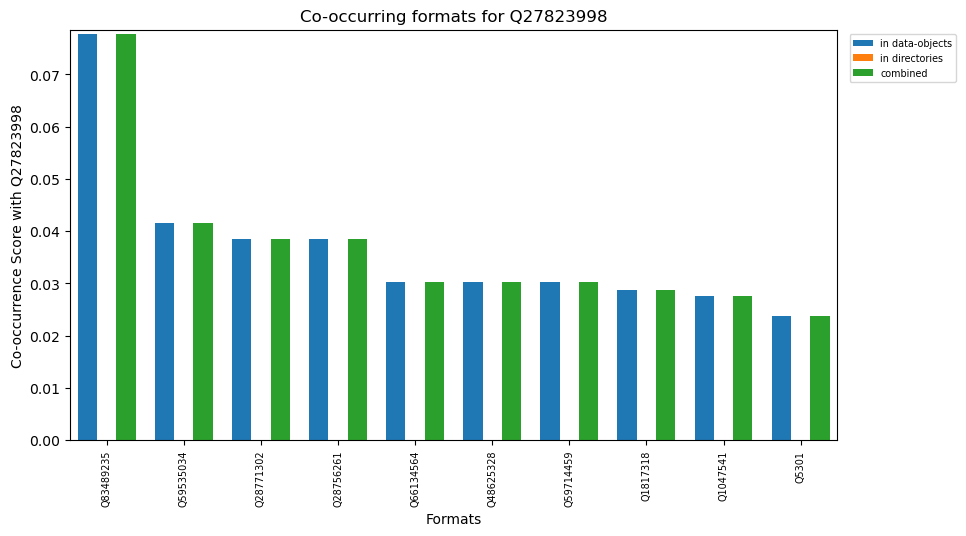 Co-occurring formats for Q27823998
in data-objects
in directories
combined
Co-occurrence Score with Q27823998
0.07
0.06
0.05
0.04
0.03
0.02
0.01
0.00
Q83489235
Q59535034
Q28771302
Q28756261
Q66134564
Q48625328
Q59714459
Q1817318
Q1047541
Q5301
Formats